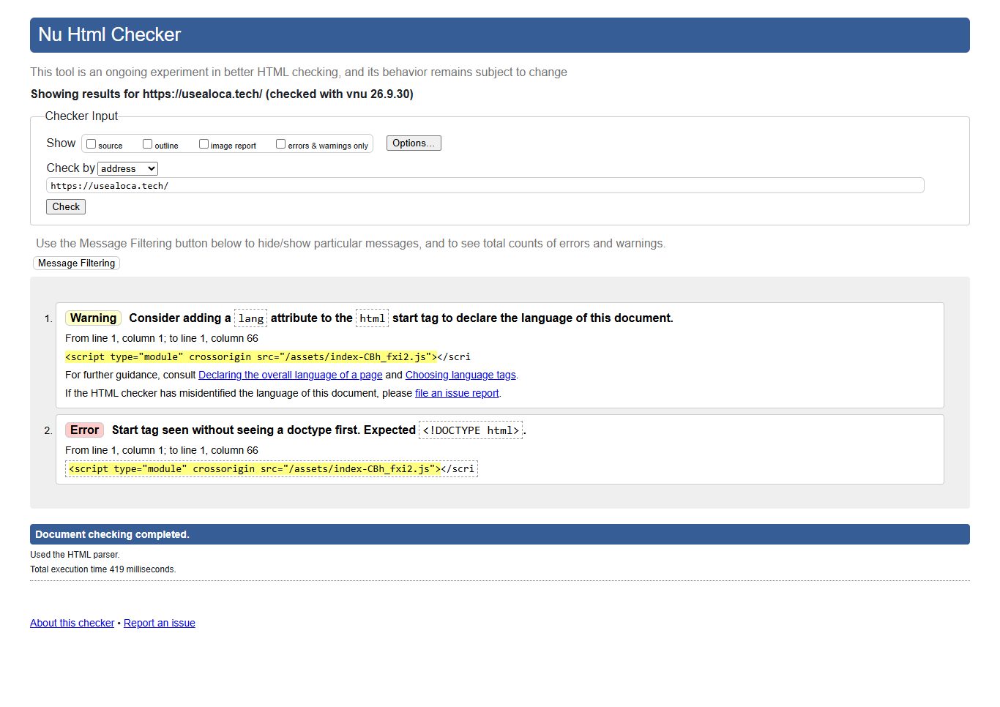 Nu Html Checker
This tool is an ongoing experiment in better HTML checking, and its behavior remains subject to change
Showing results for https://usealoca.tech/ (checked with vnu 26.9.30)
Checker Input
Show source outline image report errors & warnings only Options...
Check by address
https://usealoca.tech/
Check
Use the Message Filtering button below to hide/show particular messages, and to see total counts of errors and warnings.
Message Filtering
1. Warning Consider adding a lang attribute to the html start tag to declare the language of this document.
From line 1, column 1; to line 1, column 66
<script type="module" crossorigin src="/assets/index-CBh_fxi2.js"></scri
For further guidance, consult Declaring the overall language of a page and Choosing language tags.
If the HTML checker has misidentified the language of this document, please file an issue report.
2. Error Start tag seen without seeing a doctype first. Expected <!DOCTYPE html>.
From line 1, column 1; to line 1, column 66
<script type="module" crossorigin src="/assets/index-CBh_fxi2.js"></scri
Document checking completed.
Used the HTML parser.
Total execution time 419 milliseconds.
About this checker • Report an issue